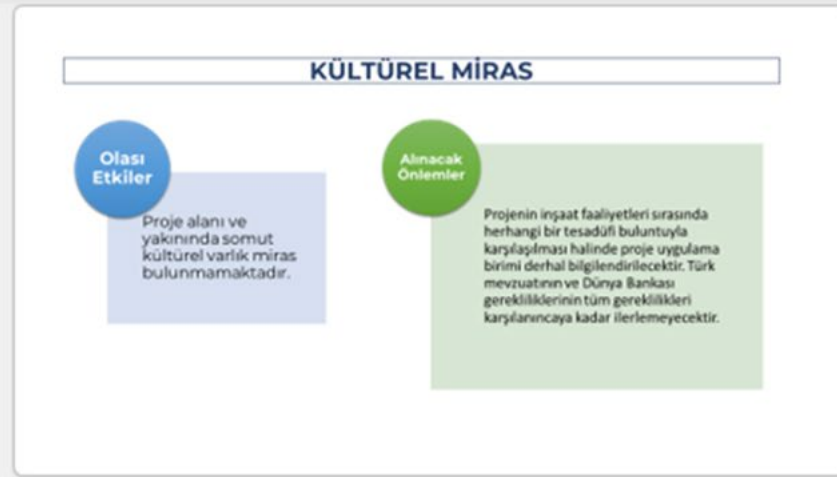 KÜLTÜREL MİRAS
Olası
Etkiler
Proje alanı ve
yakınında somut
kültürel varlık miras
bulunmamaktadır.
Alınacak
Önlemler
Projenin inşaat faaliyetleri sırasında
herhangi bir tesadüfi buluntuyla
karşılaşılması halinde proje uygulama
birimi derhal bilgilendirilecektir. Türk
mevzuatının ve Dünya Bankası
gerekliliklerinin tüm gereklilikleri
karşılanıncaya kadar ilerlemeyecektir.